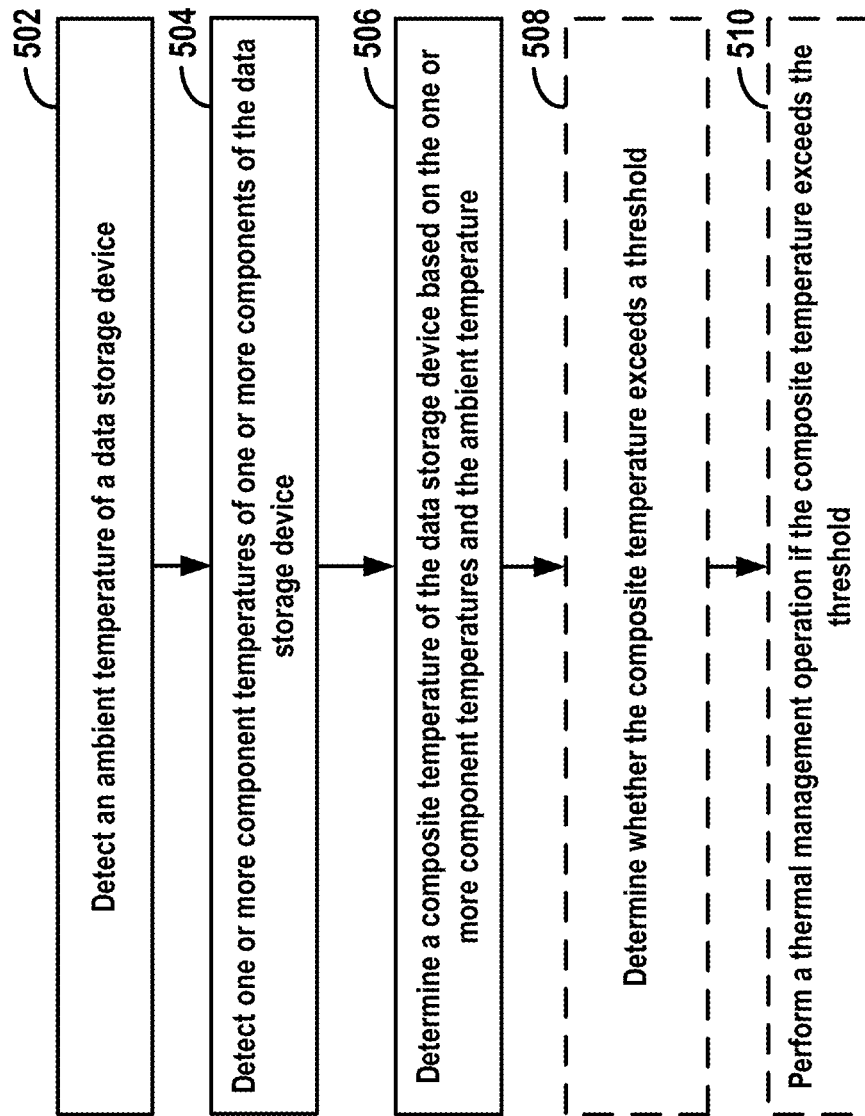 502
Detect an ambient temperature of a data storage device
504
Detect one or more component temperatures of one or more components of the data
storage device
506
Determine a composite temperature of the data storage device based on the one or
more component temperatures and the ambient temperature
508
Determine whether the composite temperature exceeds a threshold
510
Perform a thermal management operation if the composite temperature exceeds the
threshold